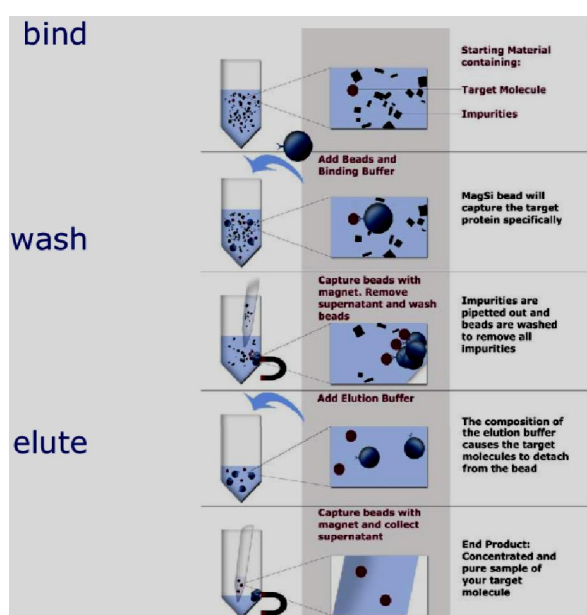 bind
Starting Material
containing:
Target Molecule
Impurities
Add Beads and
Binding Buffer
MagSi bead will
capture the target
protein specifically
wash
Capture beads with
magnet. Remove
supernatant and wash
beads
Impurities are
pipetted out and
beads are washed
to remove all
impurities
Add Elution Buffer
elute
The composition of
the elution buffer
causes the target
molecules to detach
from the bead
Capture beads with
magnet and collect
supernatant
End Product:
Concentrated and
pure sample of
your target
molecule